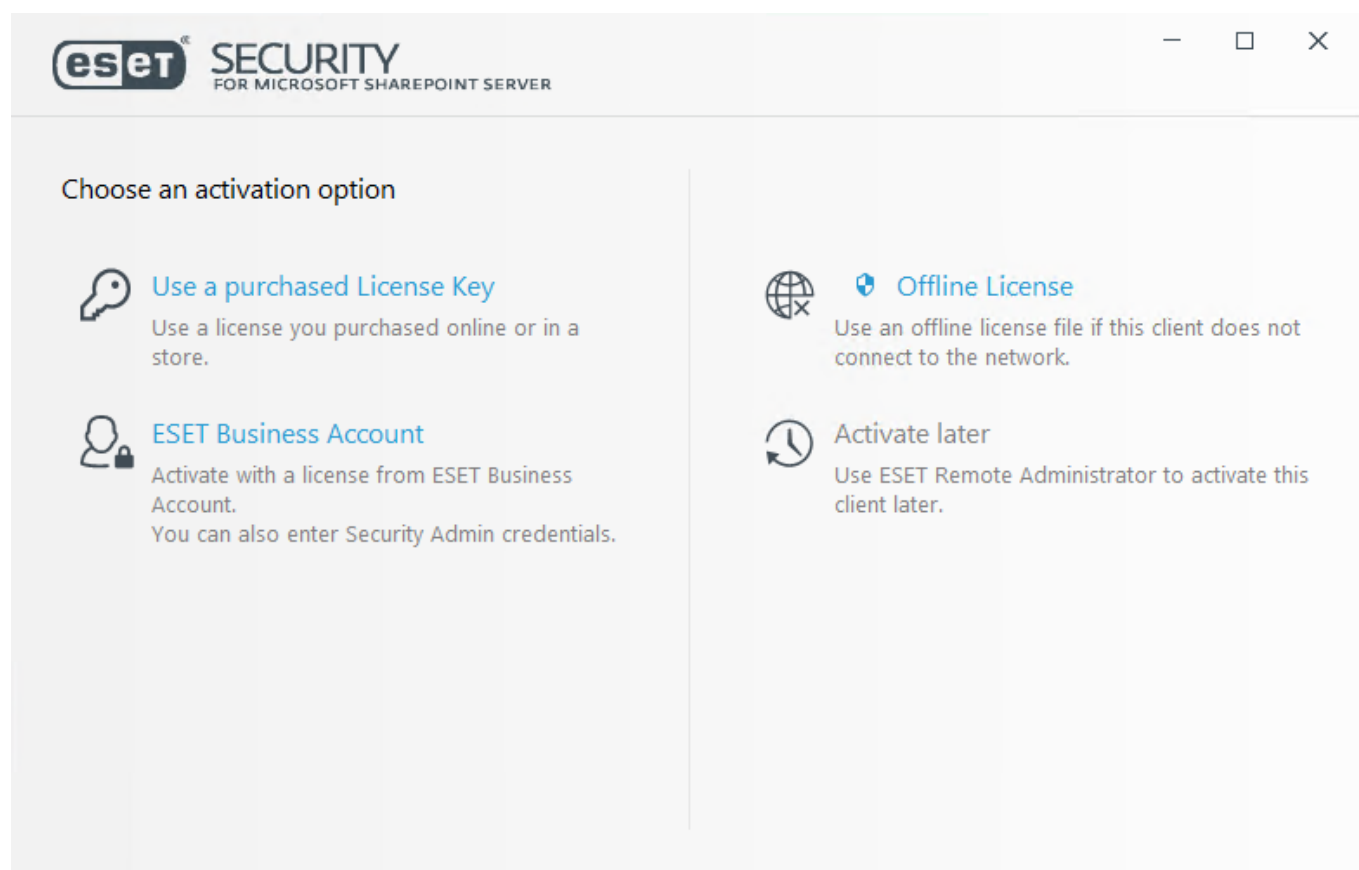 eset SECURITY
FOR MICROSOFT SHAREPOINT SERVER
Choose an activation option
Use a purchased License Key
Use a license you purchased online or in a
store.
ESET Business Account
Activate with a license from ESET Business
Account.
You can also enter Security Admin credentials.
Offline License
Use an offline license file if this client does not
connect to the network.
Activate later
Use ESET Remote Administrator to activate this
client later.